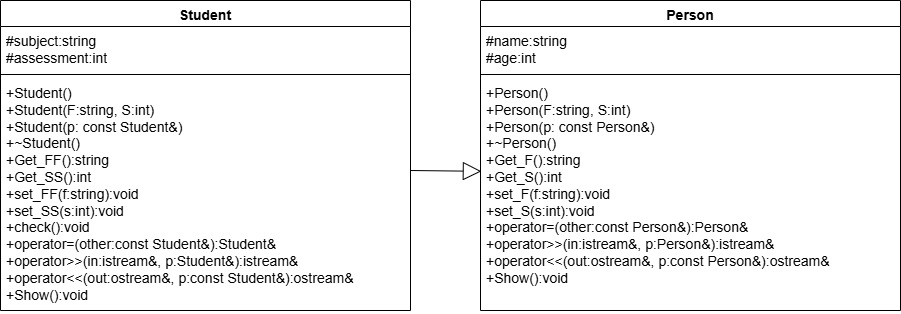 Student
#subject:string
#assessment:int
+Student()
+Student(F:string, S:int)
+Student(p: const Student&)
+~Student()
+Get_FF():string
+Get_SS():int
+set_FF(f:string):void
+set_SS(s:int):void
+check():void
+operator=(other:const Student&):Student&
+operator>>(in:istream&, p:Student&):istream&
+operator<<(out:ostream&, p:const Student&):ostream&
+Show():void
Person
#name:string
#age:int
+Person()
+Person(F:string, S:int)
+Person(p: const Person&)
+~Person()
+Get_F():string
+Get_S():int
+set_F(f:string):void
+set_S(s:int):void
+operator=(other:const Person&):Person&
+operator>>(in:istream&, p:Person&):istream&
+operator<<(out:ostream&, p:const Person&):ostream&
+Show():void